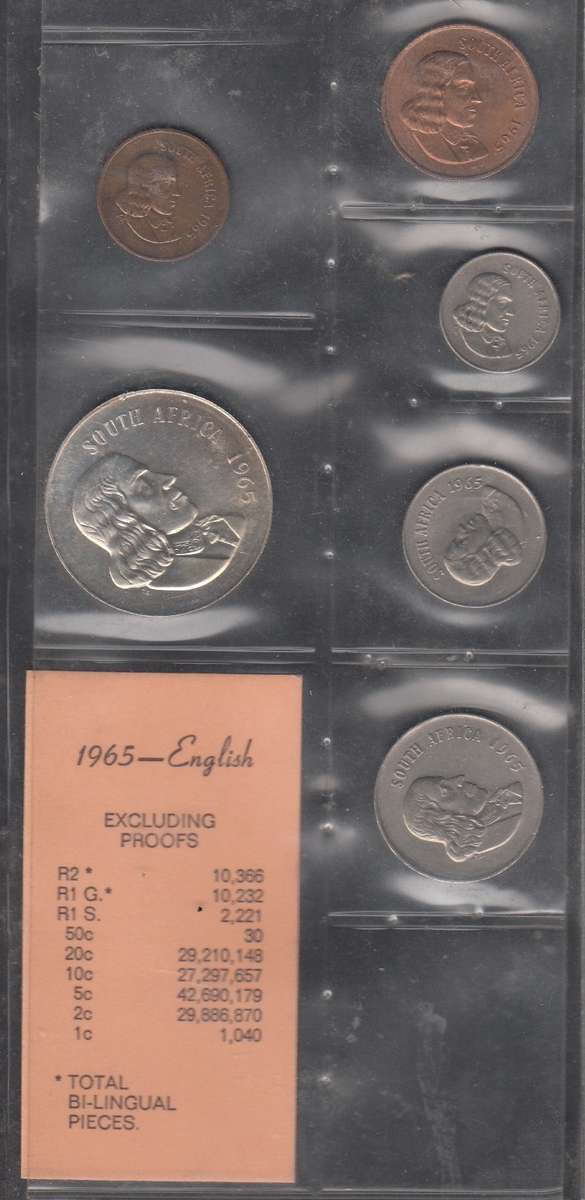 SOUTH AFRICA 1965
SOUTH AFRICA 1965
SOUTH AFRICA 1965
SOUTH AFRICA 1965
SOUTH AFRICA 1965
SOUTH AFRICA 1965
1965—English
EXCLUDING
PROOFS
R2 * 10,366
R1 G.* 10,232
R1 S. 2,221
50c 30
20c 29,210,148
10c 27,297,657
5c 42,690,179
2c 29,886,870
1c 1,040
* TOTAL
BI-LINGUAL
PIECES.